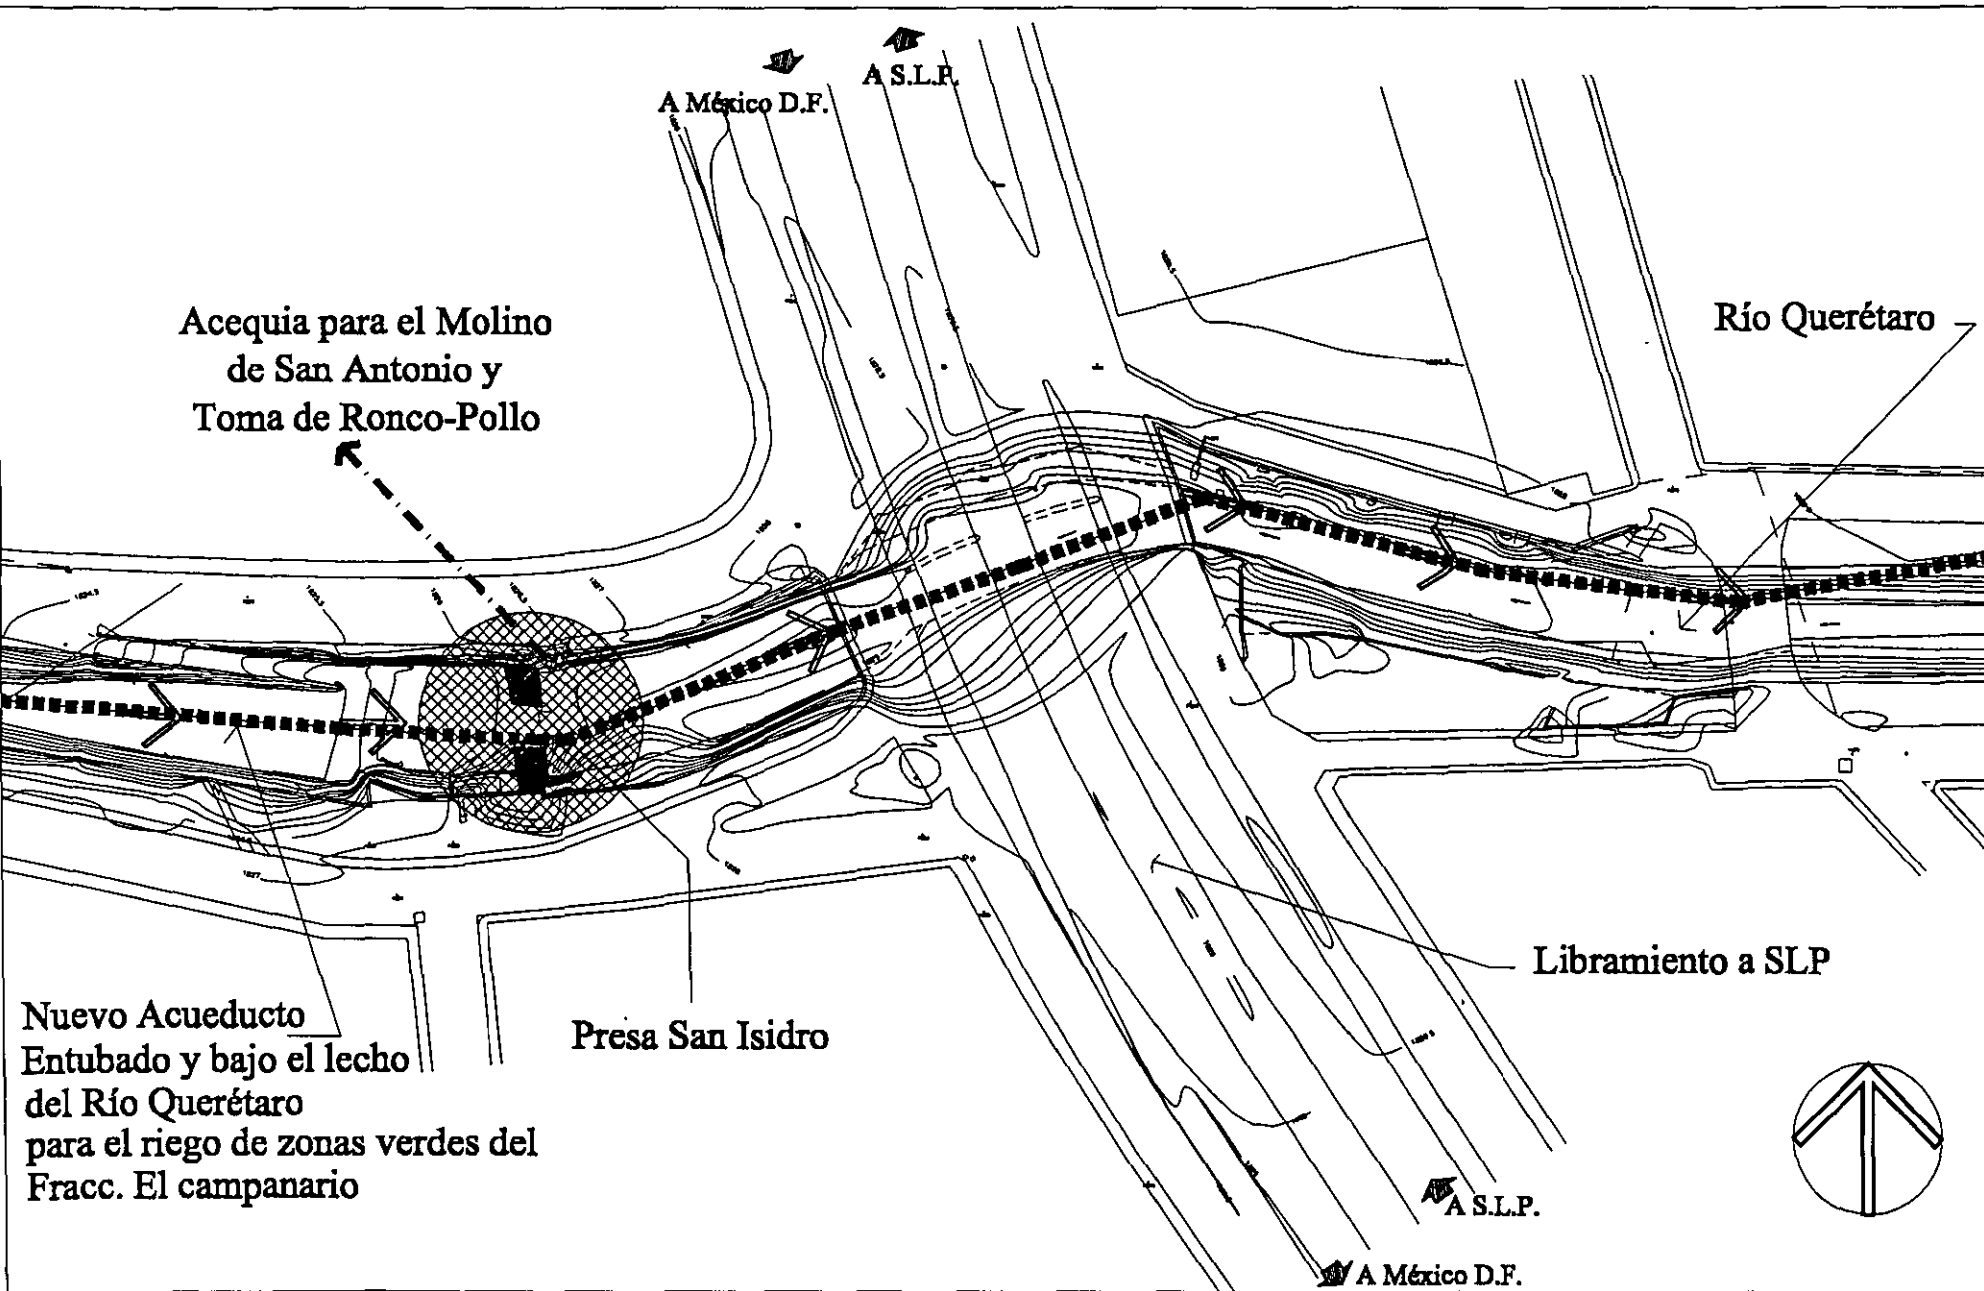 A S.L.P.
A México D.F.
Acequia para el Molino
de San Antonio y
Toma de Ronco-Pollo
Río Querétaro
Libramiento a SLP
Nuevo Acueducto
Entubado y bajo el lecho
del Río Querétaro
para el riego de zonas verdes del
Fracc. El campanario
Presa San Isidro
A S.L.P.
A México D.F.
1827